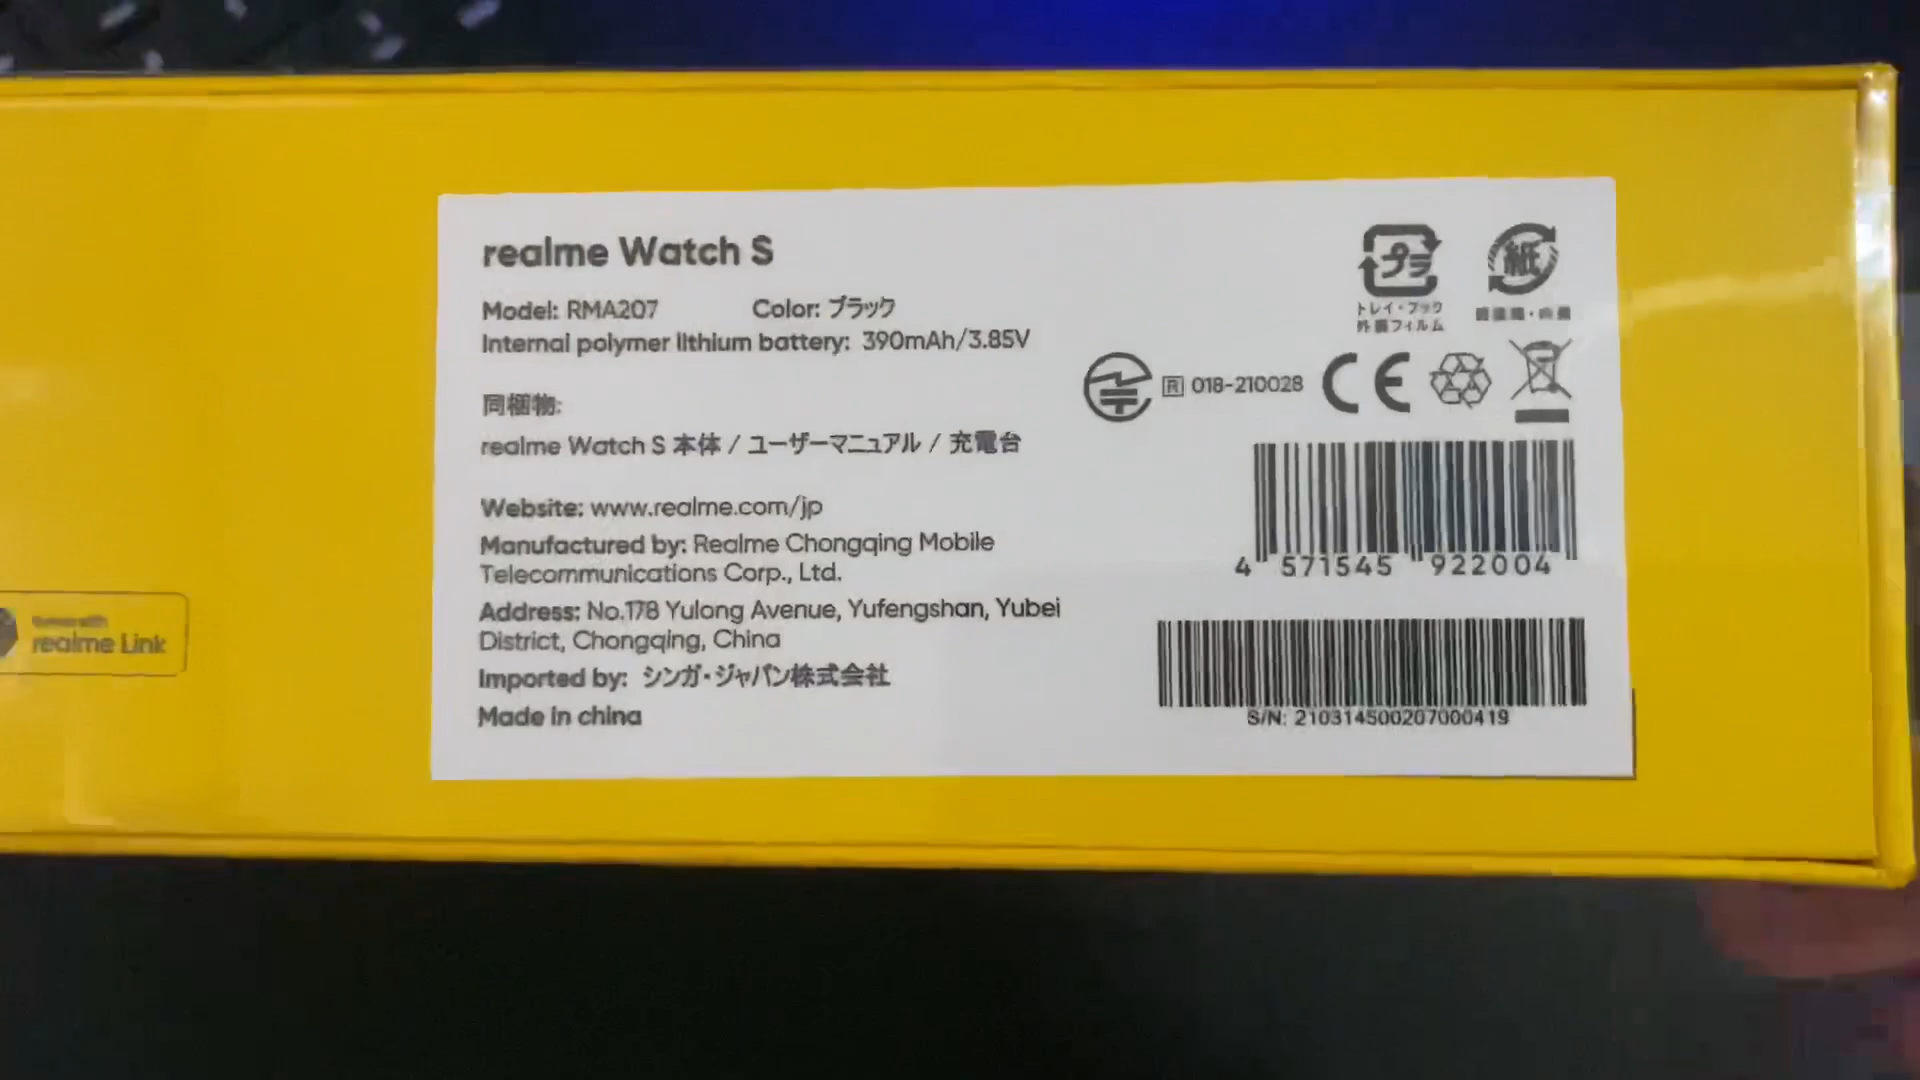 realme Watch S
Model: RMA207 Color: ブラック
Internal polymer lithium battery: 390mAh/3.85V
同梱物:
realme Watch S 本体 / ユーザーマニュアル / 充電台
Website: www.realme.com/jp
Manufactured by: Realme Chongqing Mobile
Telecommunications Corp., Ltd.
Address: No.178 Yulong Avenue, Yufengshan, Yubei
District, Chongqing, China
Imported by: シンガ・ジャパン株式会社
Made in china
プラ
紙
トレイ・フック
外装フィルム
R 018-210028
CE
4 571545 922004
S/N: 210314500207000419
realme Link